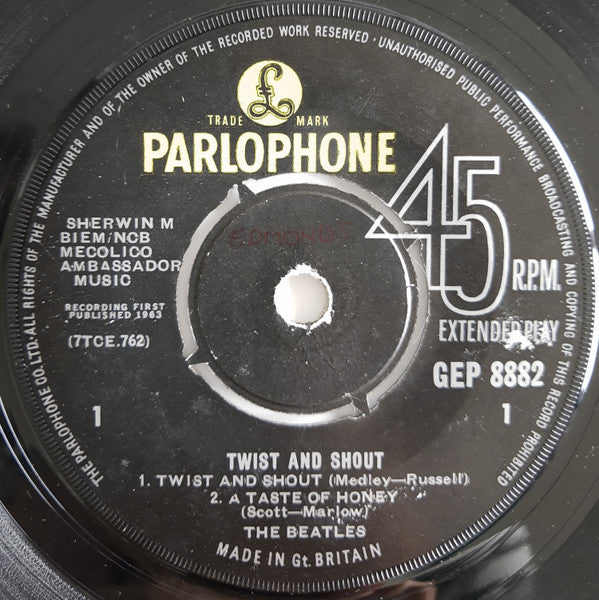 THE PARLOPHONE CO.LTD·ALL RIGHTS OF THE MANUFACTURER AND OF THE OWNER OF THE RECORDED WORK RESERVED · UNAUTHORISED PUBLIC PERFORMANCE BROADCASTING AND COPYING OF THIS RECORD PROHIBITED
£
TRADE MARK
PARLOPHONE
45
R.P.M.
EXTENDED PLAY
GEP 8882
SHERWIN M
BIEM/NCB
MECOLICO
AMBASSADOR
MUSIC
RECORDING FIRST
PUBLISHED 1963
(7TCE.762)
EDMONDS
1
1
TWIST AND SHOUT
1. TWIST AND SHOUT (Medley—Russell)
2. A TASTE OF HONEY
(Scott—Marlow)
THE BEATLES
MADE IN Gt. BRITAIN